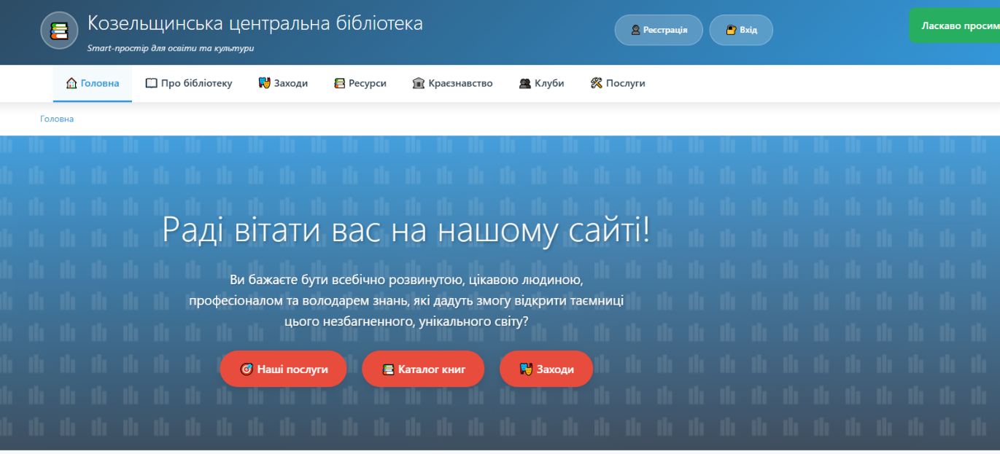 Козельщинська центральна бібліотека
Smart-простір для освіти та культури
Реєстрація
Вхід
Ласкаво просим
Головна
Про бібліотеку
Заходи
Ресурси
Краєзнавство
Клуби
Послуги
Головна
Раді вітати вас на нашому сайті!
Ви бажаєте бути всебічно розвинутою, цікавою людиною,
професіоналом та володарем знань, які дадуть змогу відкрити таємниці
цього незбагненного, унікального світу?
Наші послуги
Каталог книг
Заходи